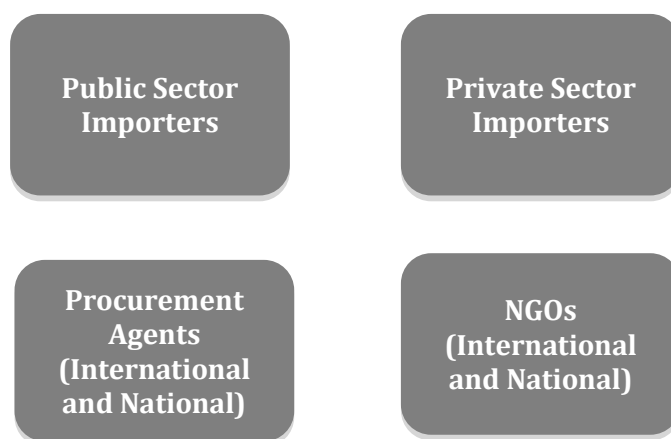 Public Sector
Importers
Private Sector
Importers
Procurement
Agents
(International
and National)
NGOs
(International
and National)